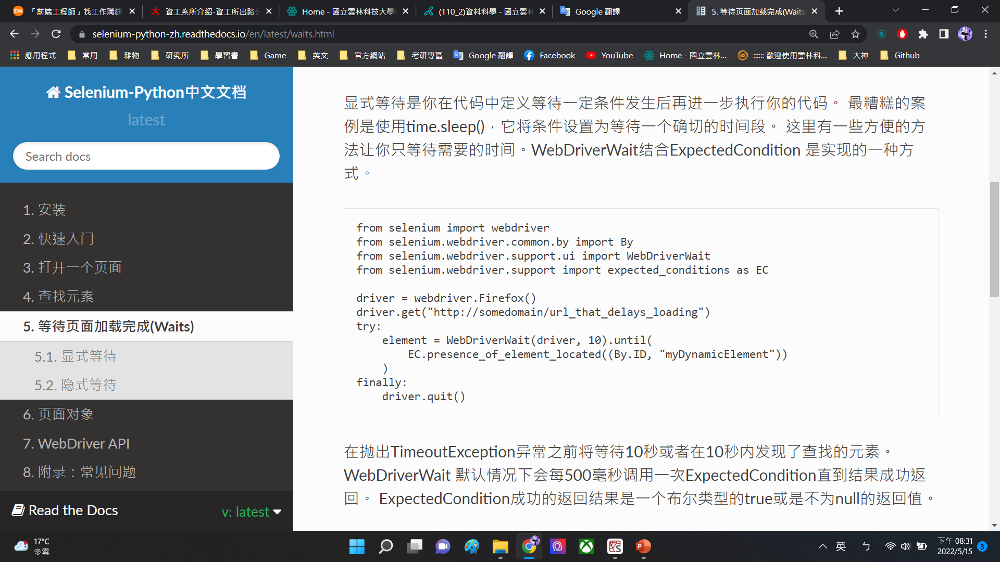 「前端工程師」找工作職缺
資工系所介紹-資工所出路分
Home - 國立雲林科技大學
(110_2)資料科學 - 國立雲林
Google 翻譯
5. 等待页面加载完成(Waits
selenium-python-zh.readthedocs.io/en/latest/waits.html
應用程式
常用
雜物
研究所
學習書
Game
英文
官方網站
考研專區
Google 翻譯
Facebook
YouTube
Home - 國立雲林...
:::::: 歡迎使用雲林科...
大神
Github
Selenium-Python中文文档
latest
Search docs
1. 安装
2. 快速入门
3. 打开一个页面
4. 查找元素
5. 等待页面加载完成(Waits)
5.1. 显式等待
5.2. 隐式等待
6. 页面对象
7. WebDriver API
8. 附录：常见问题
Read the Docs
v: latest
显式等待是你在代码中定义等待一定条件发生后再进一步执行你的代码。 最糟糕的案
例是使用time.sleep()，它将条件设置为等待一个确切的时间段。 这里有一些方便的方
法让你只等待需要的时间。WebDriverWait结合ExpectedCondition 是实现的一种方
式。
from selenium import webdriver
from selenium.webdriver.common.by import By
from selenium.webdriver.support.ui import WebDriverWait
from selenium.webdriver.support import expected_conditions as EC
driver = webdriver.Firefox()
driver.get("http://somedomain/url_that_delays_loading")
try:
    element = WebDriverWait(driver, 10).until(
        EC.presence_of_element_located((By.ID, "myDynamicElement"))
    )
finally:
    driver.quit()
在抛出TimeoutException异常之前将等待10秒或者在10秒内发现了查找的元素。
WebDriverWait 默认情况下会每500毫秒调用一次ExpectedCondition直到结果成功返
回。 ExpectedCondition成功的返回结果是一个布尔类型的true或是不为null的返回值。
17°C
多雲
英
ㄅ
下午 08:31
2022/5/15
8